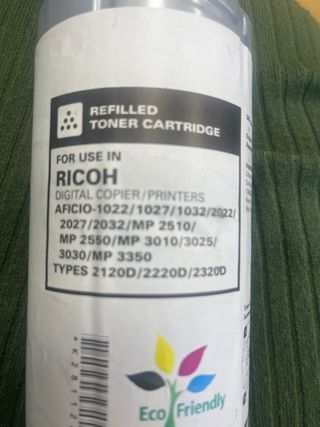 REFILLED
TONER CARTRIDGE
FOR USE IN
RICOH
DIGITAL COPIER/PRINTERS
AFICIO-1022/1027/1032/2022/
2027/2032/MP 2510/
MP 2550/MP 3010/3025/
3030/MP 3350
TYPES 2120D/2220D/2320D
Eco Friendly